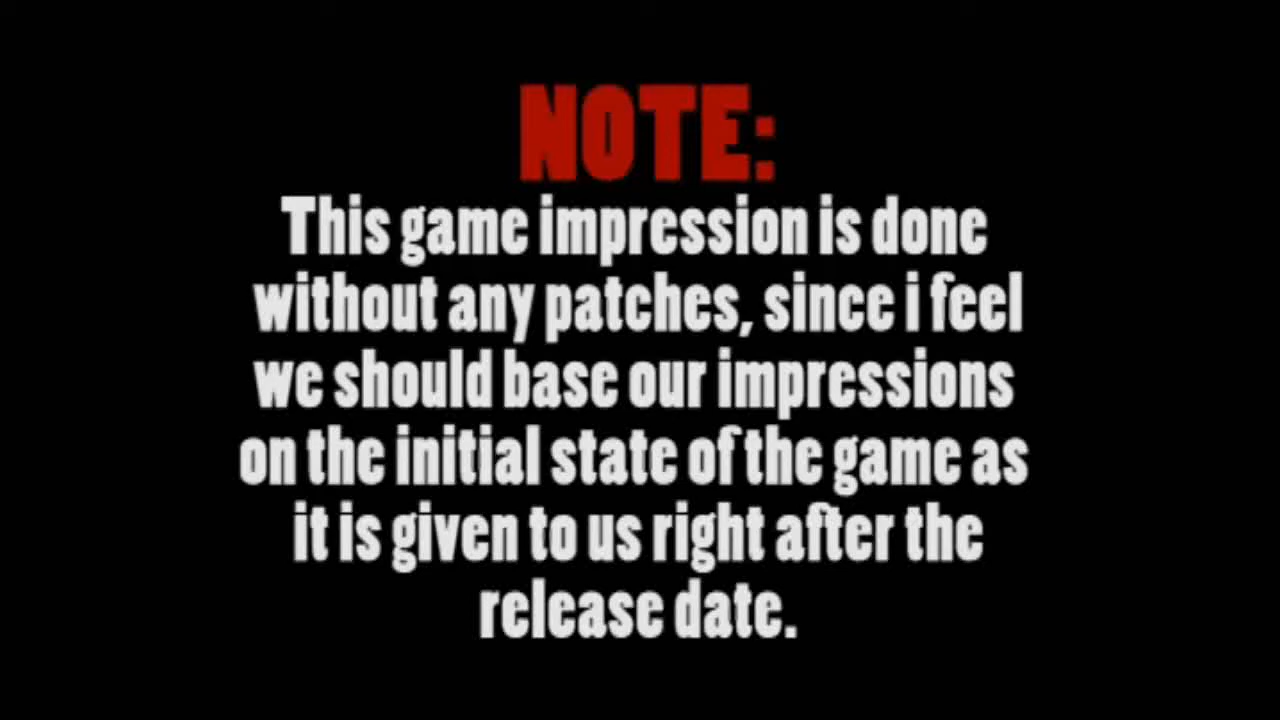 NOTE:
This game impression is done
without any patches, since i feel
we should base our impressions
on the initial state of the game as
it is given to us right after the
release date.